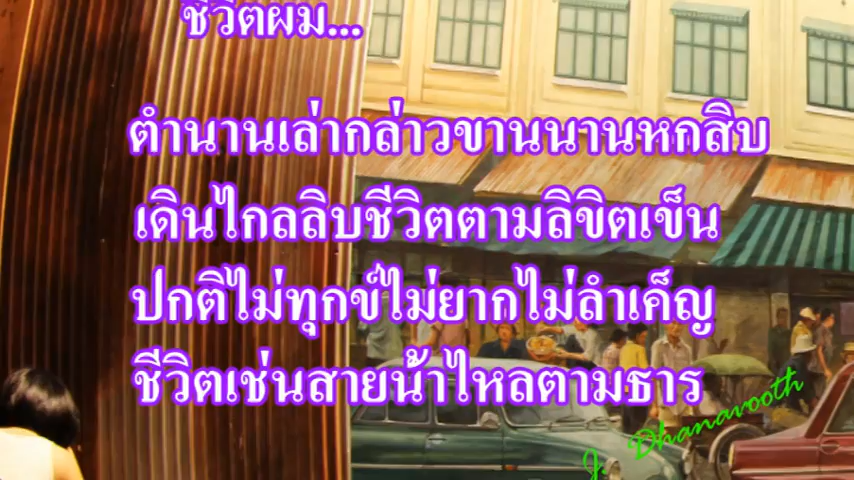 ชีวิตผม...
ตำนานเล่ากล่าวขานนานหกสิบ
เดินไกลลิบชีวิตตามลิขิตเข็น
ปกติไม่ทุกข์ไม่ยากไม่ลำเค็ญ
ชีวิตเช่นสายน้ำไหลตามธาร
J. Dhanavooth